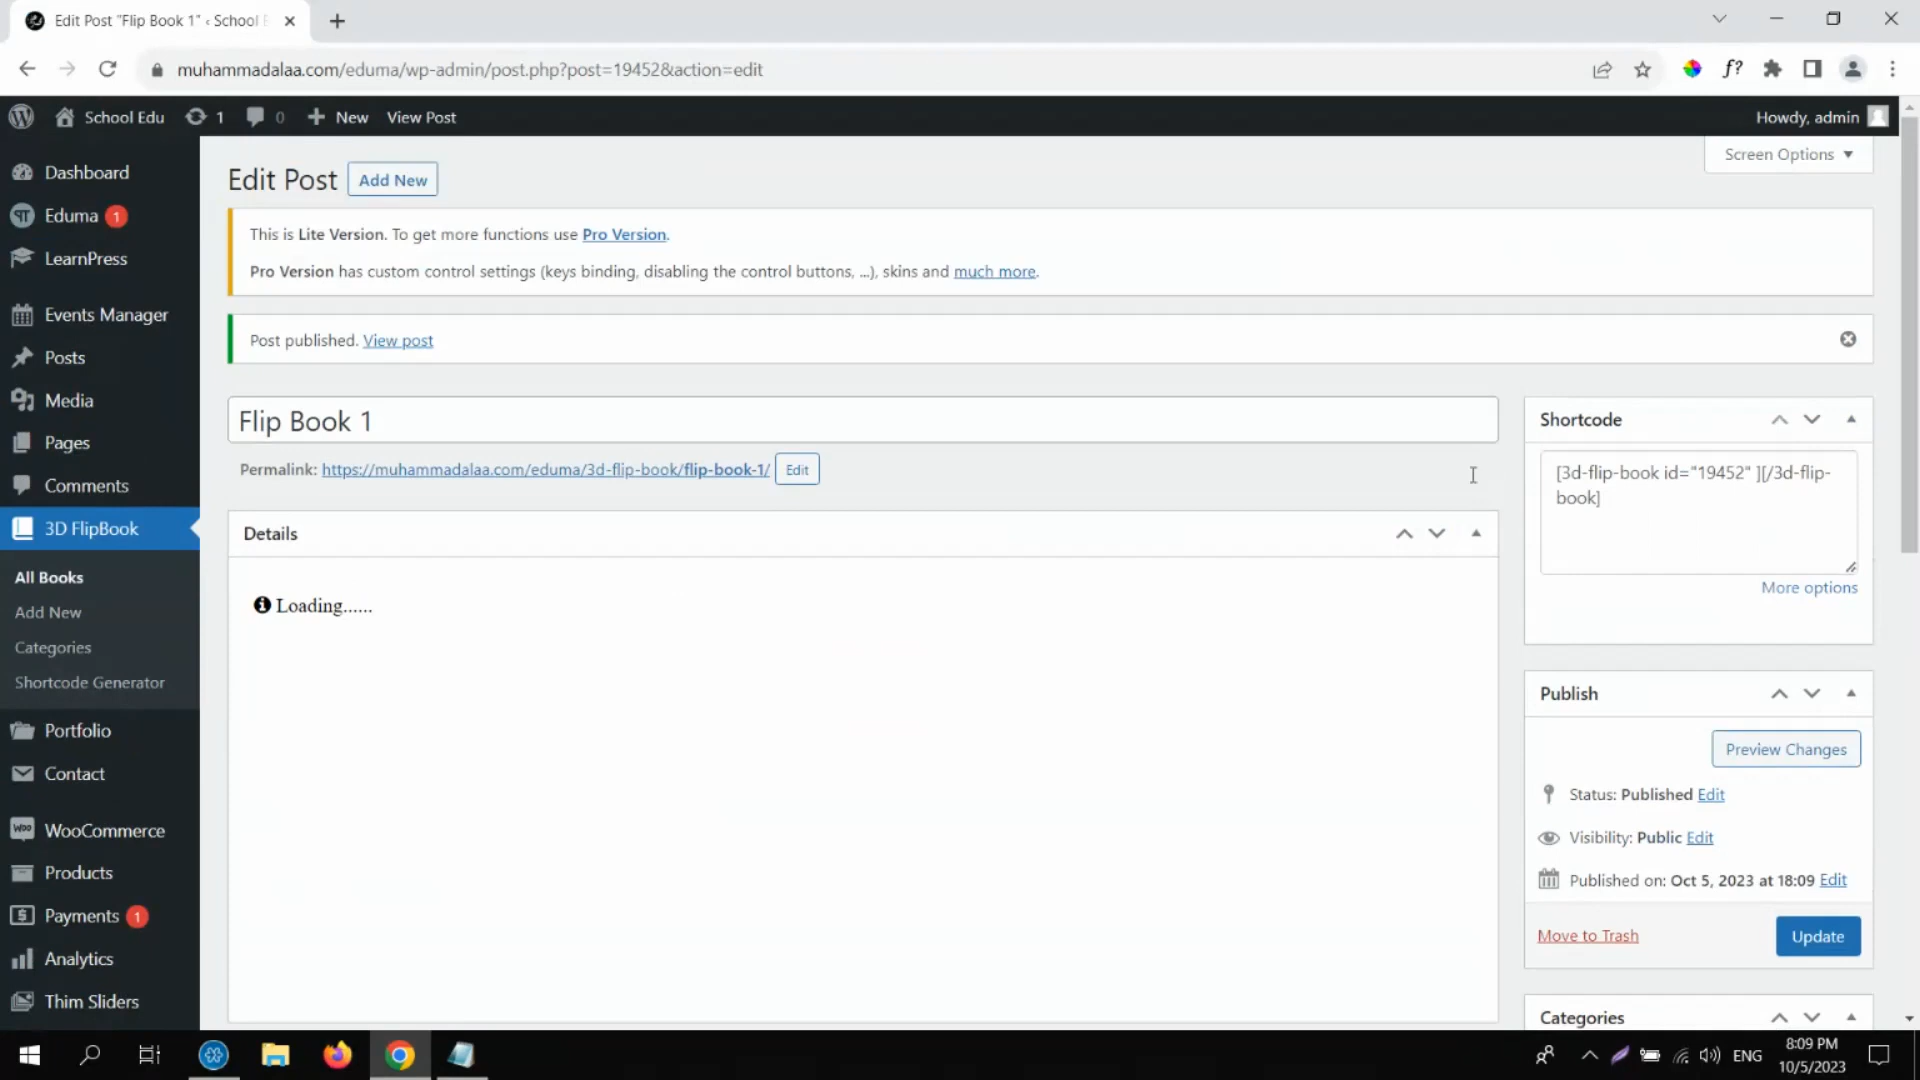 Edit Post "Flip Book 1" ‹ School E
muhammadalaa.com/eduma/wp-admin/post.php?post=19452&action=edit
f?
School Edu
1
0
New
View Post
Howdy, admin
Dashboard
Eduma 1
LearnPress
Events Manager
Posts
Media
Pages
Comments
3D FlipBook
All Books
Add New
Categories
Shortcode Generator
Portfolio
Contact
WooCommerce
Products
Payments 1
Analytics
Thim Sliders
Screen Options
Edit Post
Add New
This is Lite Version. To get more functions use Pro Version.
Pro Version has custom control settings (keys binding, disabling the control buttons, ...), skins and much more.
Post published. View post
Flip Book 1
Permalink: https://muhammadalaa.com/eduma/3d-flip-book/flip-book-1/ Edit
Details
Loading......
Shortcode
[3d-flip-book id="19452" ][/3d-flip-
book]
More options
Publish
Preview Changes
Status: Published Edit
Visibility: Public Edit
Published on: Oct 5, 2023 at 18:09 Edit
Move to Trash
Update
Categories
ENG
8:09 PM
10/5/2023